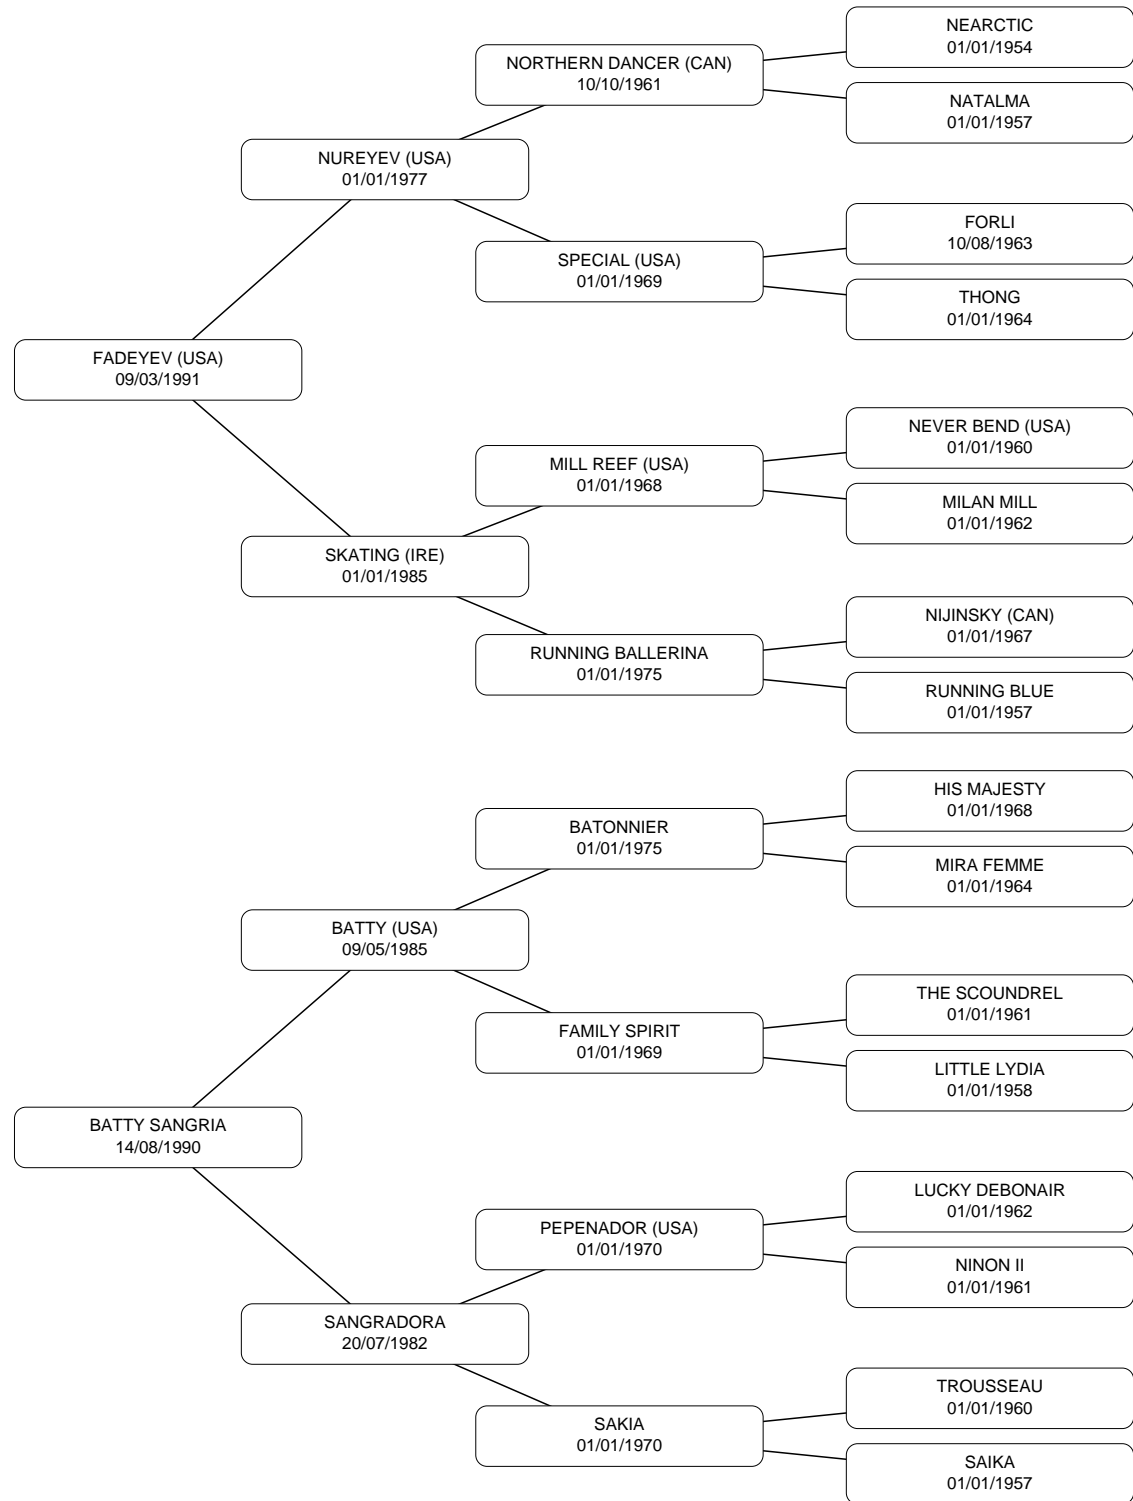 NEARCTIC
01/01/1954
NORTHERN DANCER (CAN)
10/10/1961
NATALMA
01/01/1957
NUREYEV (USA)
01/01/1977
FORLI
10/08/1963
SPECIAL (USA)
01/01/1969
THONG
01/01/1964
FADEYEV (USA)
09/03/1991
NEVER BEND (USA)
01/01/1960
MILL REEF (USA)
01/01/1968
MILAN MILL
01/01/1962
SKATING (IRE)
01/01/1985
NIJINSKY (CAN)
01/01/1967
RUNNING BALLERINA
01/01/1975
RUNNING BLUE
01/01/1957
HIS MAJESTY
01/01/1968
BATONNIER
01/01/1975
MIRA FEMME
01/01/1964
BATTY (USA)
09/05/1985
THE SCOUNDREL
01/01/1961
FAMILY SPIRIT
01/01/1969
LITTLE LYDIA
01/01/1958
BATTY SANGRIA
14/08/1990
LUCKY DEBONAIR
01/01/1962
PEPENADOR (USA)
01/01/1970
NINON II
01/01/1961
SANGRADORA
20/07/1982
TROUSSEAU
01/01/1960
SAKIA
01/01/1970
SAIKA
01/01/1957